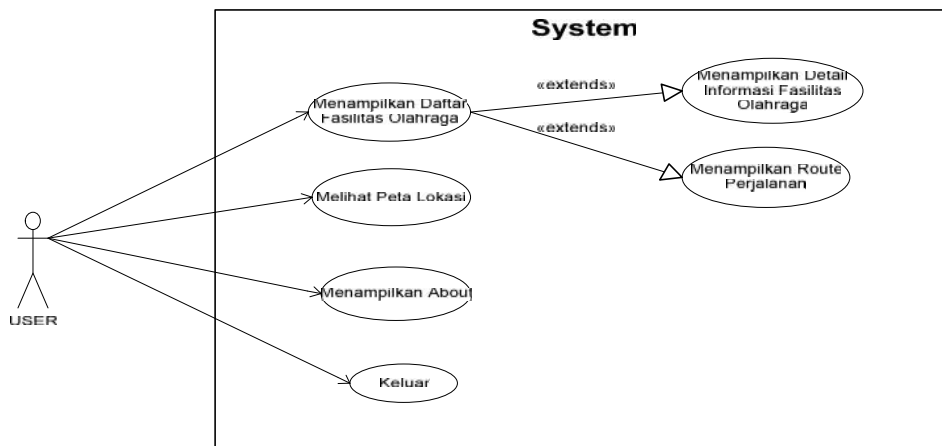 System
Menampilkan Daftar
Fasilitas Olahraga
«extends»
Menampilkan Detail
Informasi Fasilitas
Olahraga
«extends»
Menampilkan Route
Perjalanan
Melihat Peta Lokasi
Menampilkan About
Keluar
USER